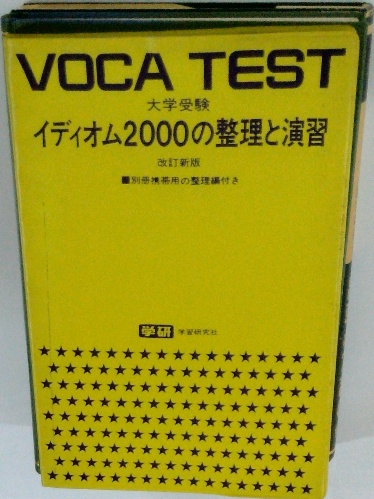 VOCA TEST
大学受験
イディオム2000の整理と演習
改訂新版
■別冊携帯用の整理編付き
学研 学習研究社